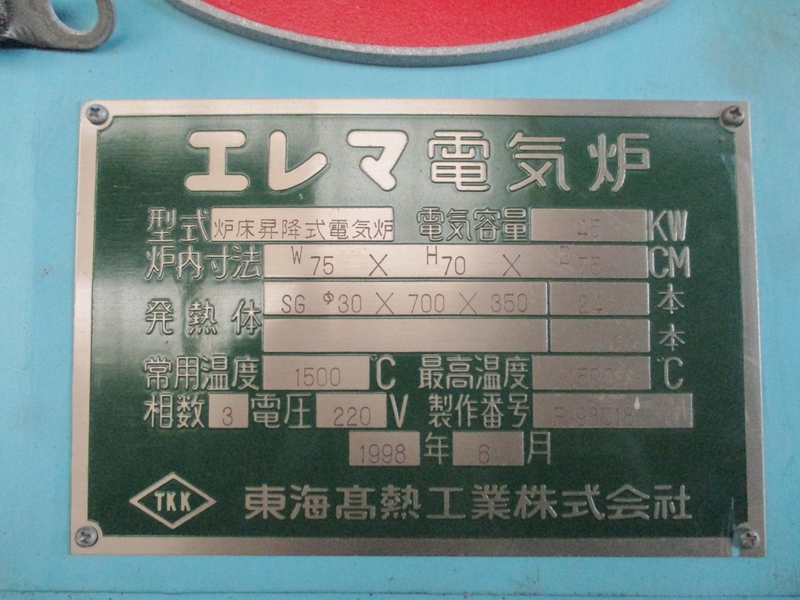 エレマ電気炉
型式 炉床昇降式電気炉 電気容量 KW
炉内寸法 W75 × H70 × D CM
発熱体 SG φ30×700×350 本
本
常用温度 1500 ℃ 最高温度 ℃
相数 3 電圧 220 V 製作番号
1998 年 6 月
TKK 東海高熱工業株式会社